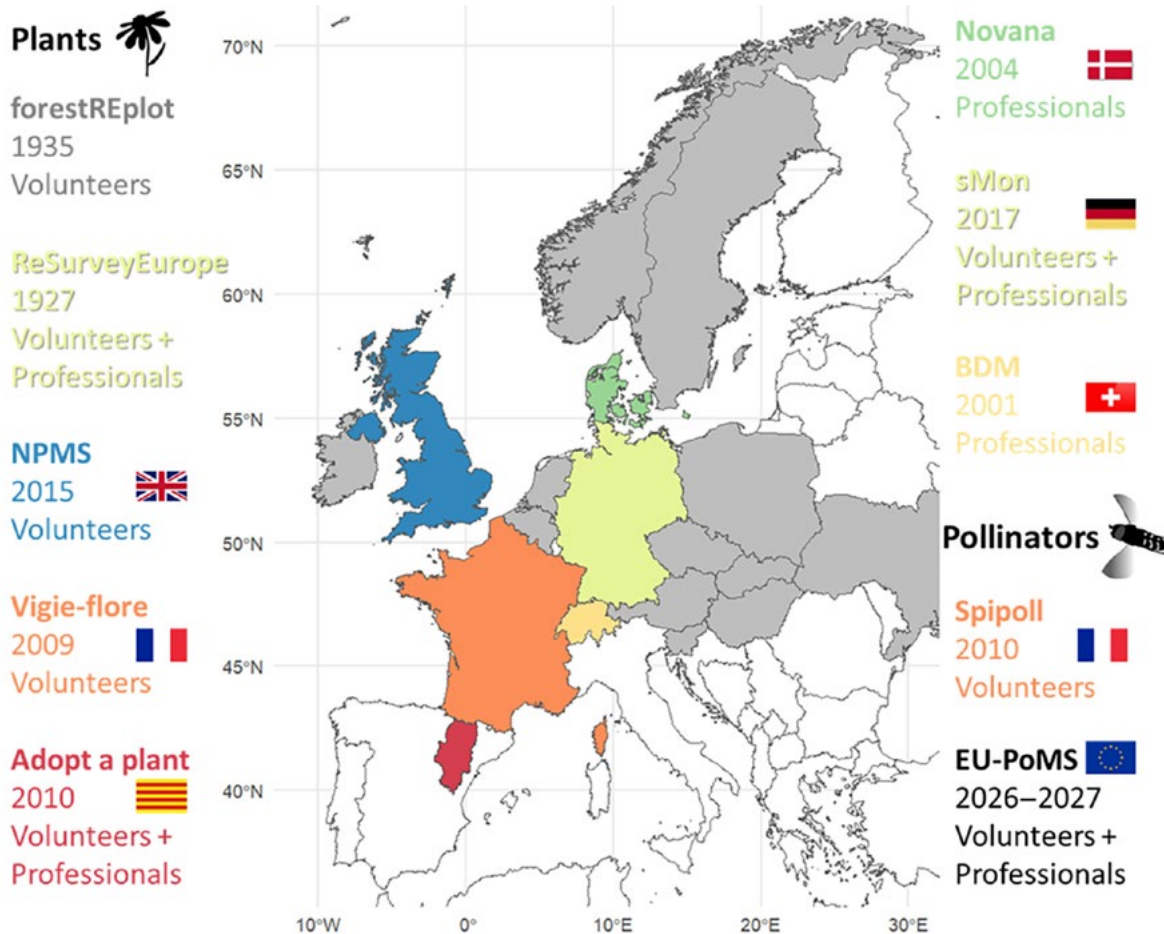 Plants
forestREplot
1935
Volunteers
ReSurveyEurope
1927
Volunteers +
Professionals
NPMS
2015
Volunteers
Vigie-flore
2009
Volunteers
Adopt a plant
2010
Volunteers +
Professionals
70°N
65°N
60°N
55°N
50°N
45°N
40°N
10°W
0°
10°E
20°E
30°E
Novana
2004
Professionals
sMon
2017
Volunteers +
Professionals
BDM
2001
Professionals
Pollinators
Spipoll
2010
Volunteers
EU-PoMS
2026–2027
Volunteers +
Professionals